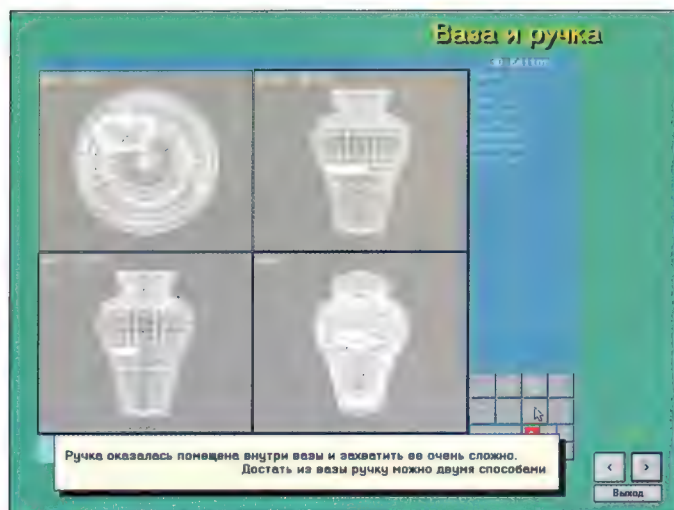 Ваза и ручка
Ручка оказалась помещена внутри вазы и захватить ее очень сложно.
Достать из вазы ручку можно двумя способами
‹ ›
Выход